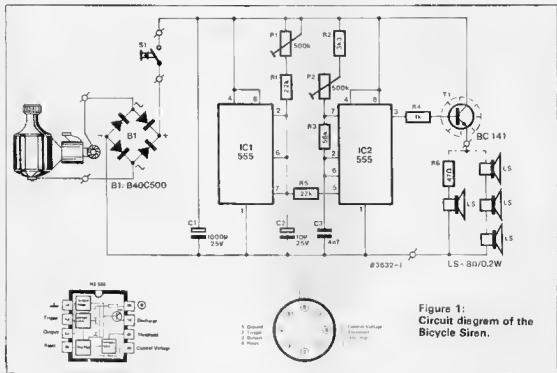 S1
P1
500k
R2
3k3
P2
500k
R1
22k
4
8
4
8
7
3
R4
1k
T1
BC 141
B1
B1: B40C500
IC1
555
2
6
7
1
R3
56k
2
6
5
1
IC2
555
R5
27k
R6
47Ω
LS
LS
LS
LS
C1
1000µ
25V
C2
10µ
25V
C3
4n7
83632-1
LS - 8Ω/0.2W
NE 555
Trigger
Output
Reset
Discharge
Threshold
Control Voltage
1 Ground
2 Trigger
3 Output
4 Reset
Control Voltage
Threshold
Figure 1:
Circuit diagram of the
Bicycle Siren.